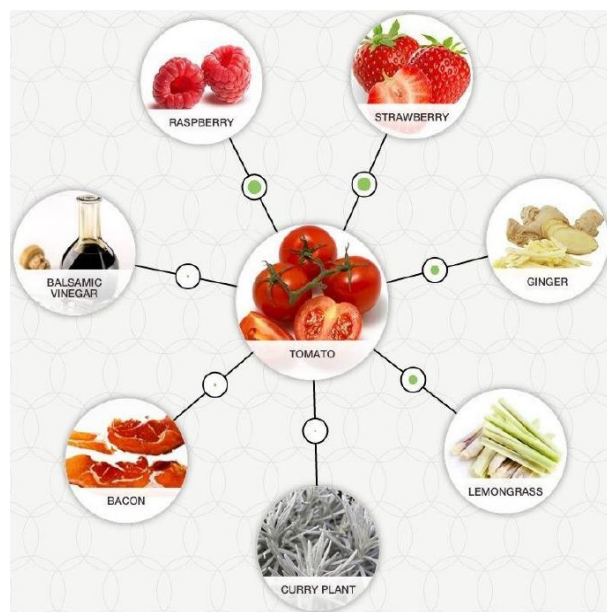 RASPBERRY
STRAWBERRY
BALSAMIC
VINEGAR
GINGER
TOMATO
LEMONGRASS
BACON
CURRY PLANT